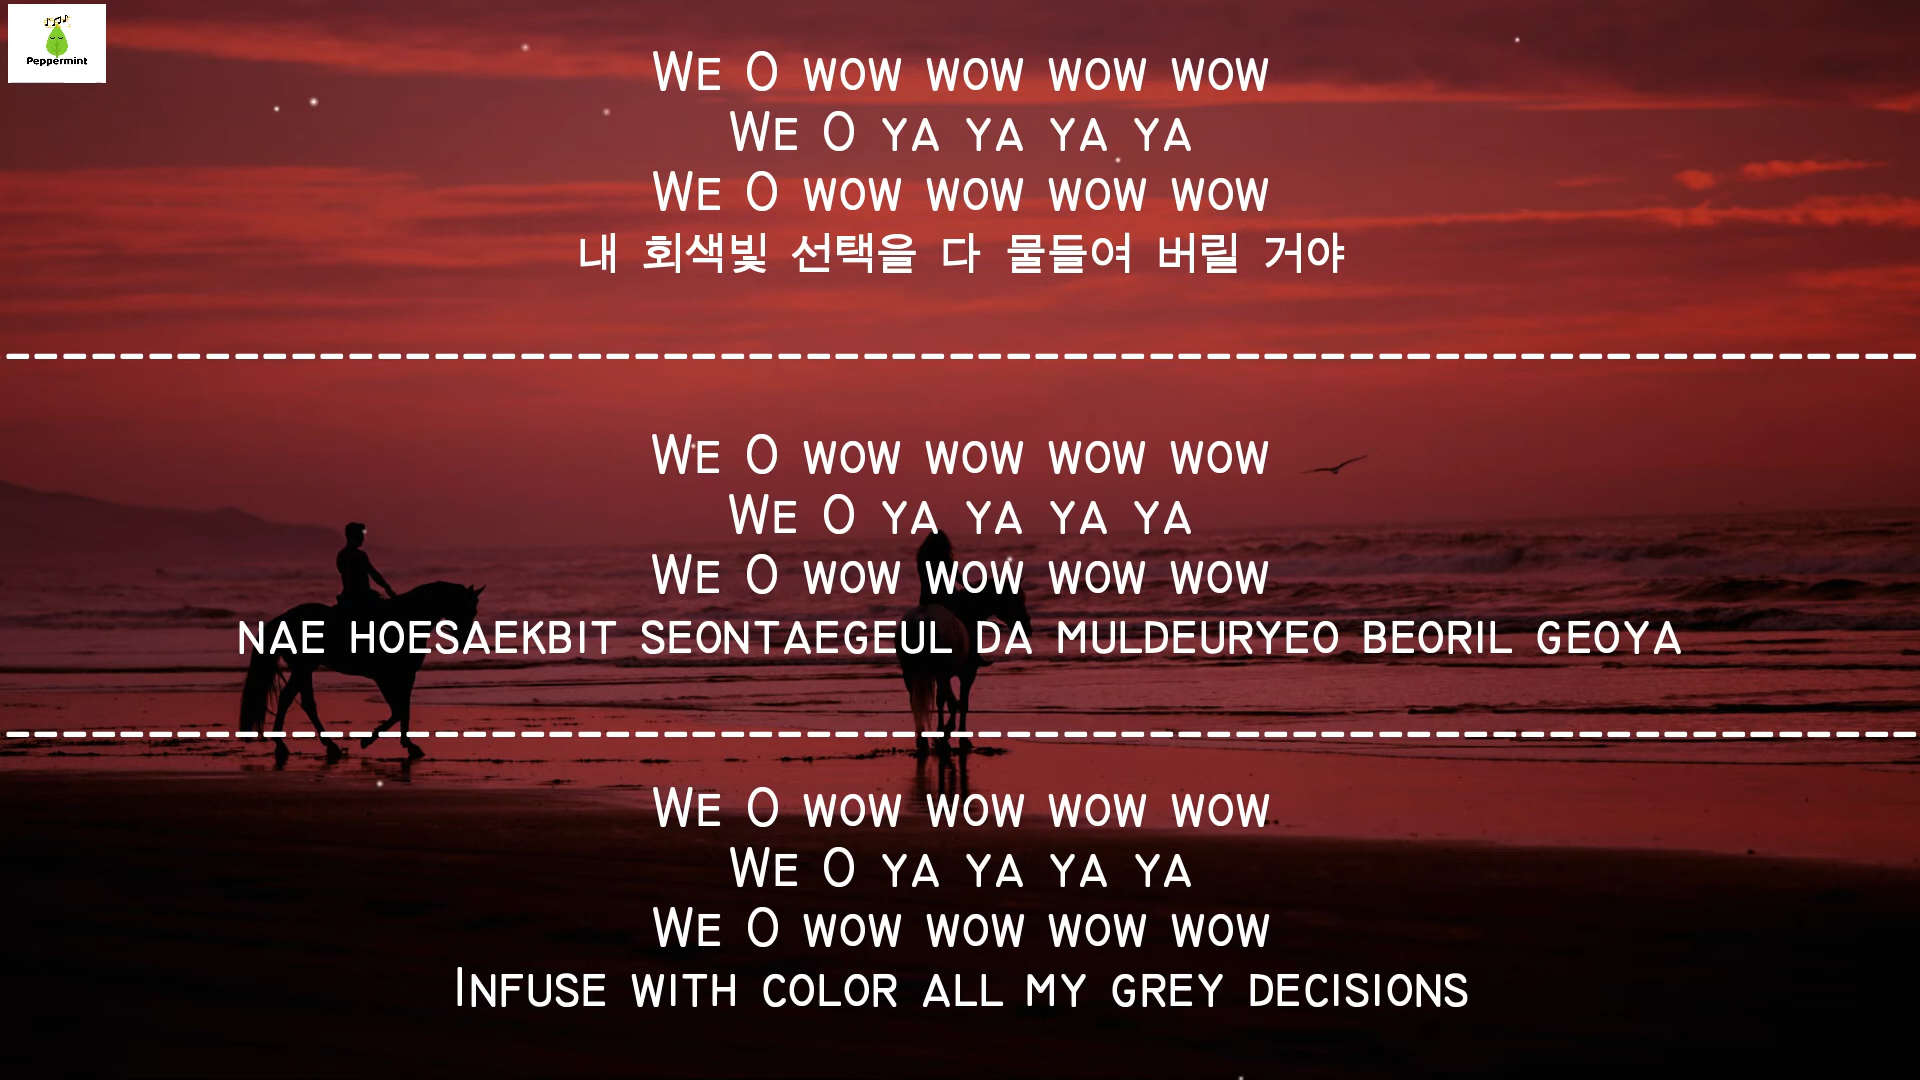 Peppermint
We O wow wow wow wow
We O ya ya ya ya
We O wow wow wow wow
내 회색빛 선택을 다 물들여 버릴 거야
We O wow wow wow wow
We O ya ya ya ya
We O wow wow wow wow
nae hoesaekbit seontaegeul da muldeuryeo beoril geoya
We O wow wow wow wow
We O ya ya ya ya
We O wow wow wow wow
Infuse with color all my grey decisions